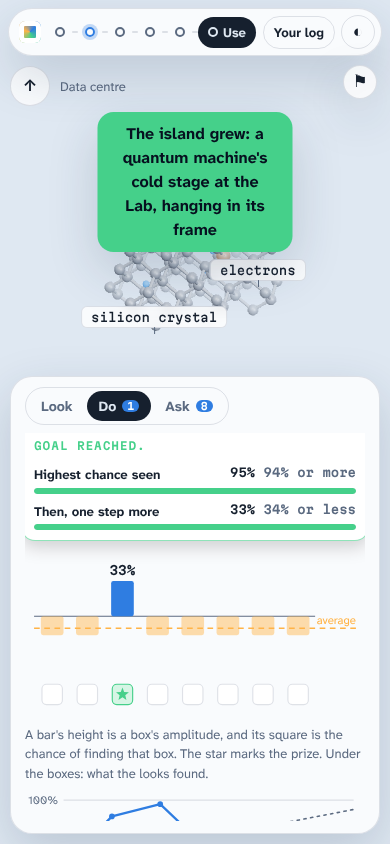 Use
Your log
Data centre
The island grew: a
quantum machine's
cold stage at the
Lab, hanging in its
frame
electrons
silicon crystal
Look
Do 1
Ask 8
GOAL REACHED.
Highest chance seen 95% 94% or more
Then, one step more 33% 34% or less
33%
average
A bar's height is a box's amplitude, and its square is the
chance of finding that box. The star marks the prize. Under
the boxes: what the looks found.
100%